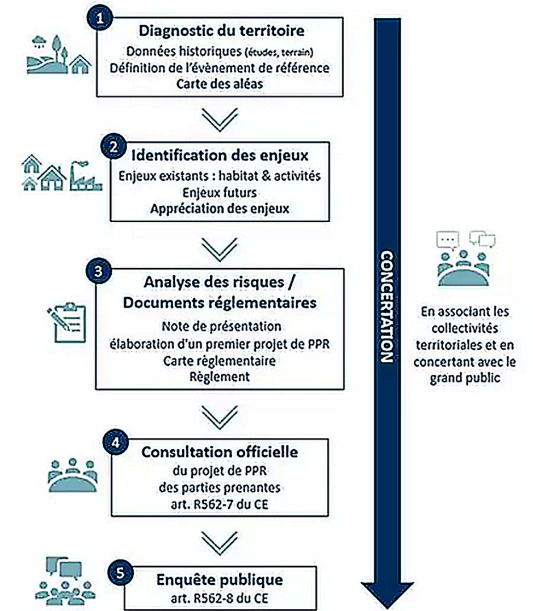 1
Diagnostic du territoire
Données historiques (études, terrain)
Définition de l'évènement de référence
Carte des aléas
2
Identification des enjeux
Enjeux existants : habitat & activités
Enjeux futurs
Appréciation des enjeux
3
Analyse des risques /
Documents réglementaires
Note de présentation
élaboration d'un premier projet de PPR
Carte règlementaire
Règlement
4
Consultation officielle
du projet de PPR
des parties prenantes
art. R562-7 du CE
5
Enquête publique
art. R562-8 du CE
CONCERTATION
En associant les
collectivités
territoriales et en
concertant avec le
grand public